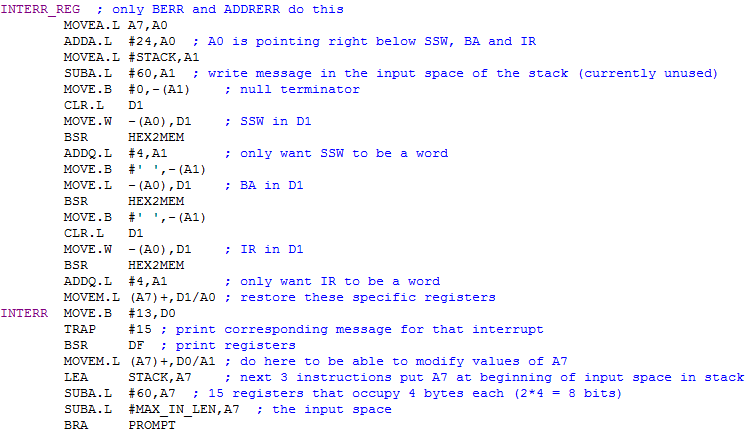 INTERR_REG  ; only BERR and ADDRERR do this
        MOVEA.L A7,A0
        ADDA.L  #24,A0  ; A0 is pointing right below SSW, BA and IR
        MOVEA.L #STACK,A1
        SUBA.L  #60,A1  ; write message in the input space of the stack (currently unused)
        MOVE.B  #0,-(A1)    ; null terminator
        CLR.L   D1
        MOVE.W  -(A0),D1    ; SSW in D1
        BSR     HEX2MEM
        ADDQ.L  #4,A1       ; only want SSW to be a word
        MOVE.B  #' ',-(A1)
        MOVE.L  -(A0),D1    ; BA in D1
        BSR     HEX2MEM
        MOVE.B  #' ',-(A1)
        CLR.L   D1
        MOVE.W  -(A0),D1    ; IR in D1
        BSR     HEX2MEM
        ADDQ.L  #4,A1       ; only want IR to be a word
        MOVEM.L (A7)+,D1/A0 ; restore these specific registers
INTERR  MOVE.B  #13,D0
        TRAP    #15 ; print corresponding message for that interrupt
        BSR     DF  ; print registers
        MOVEM.L (A7)+,D0/A1 ; do here to be able to modify values of A7
        LEA     STACK,A7    ; next 3 instructions put A7 at beginning of input space in stack
        SUBA.L  #60,A7  ; 15 registers that occupy 4 bytes each (2*4 = 8 bits)
        SUBA.L  #MAX_IN_LEN,A7  ; the input space
        BRA     PROMPT